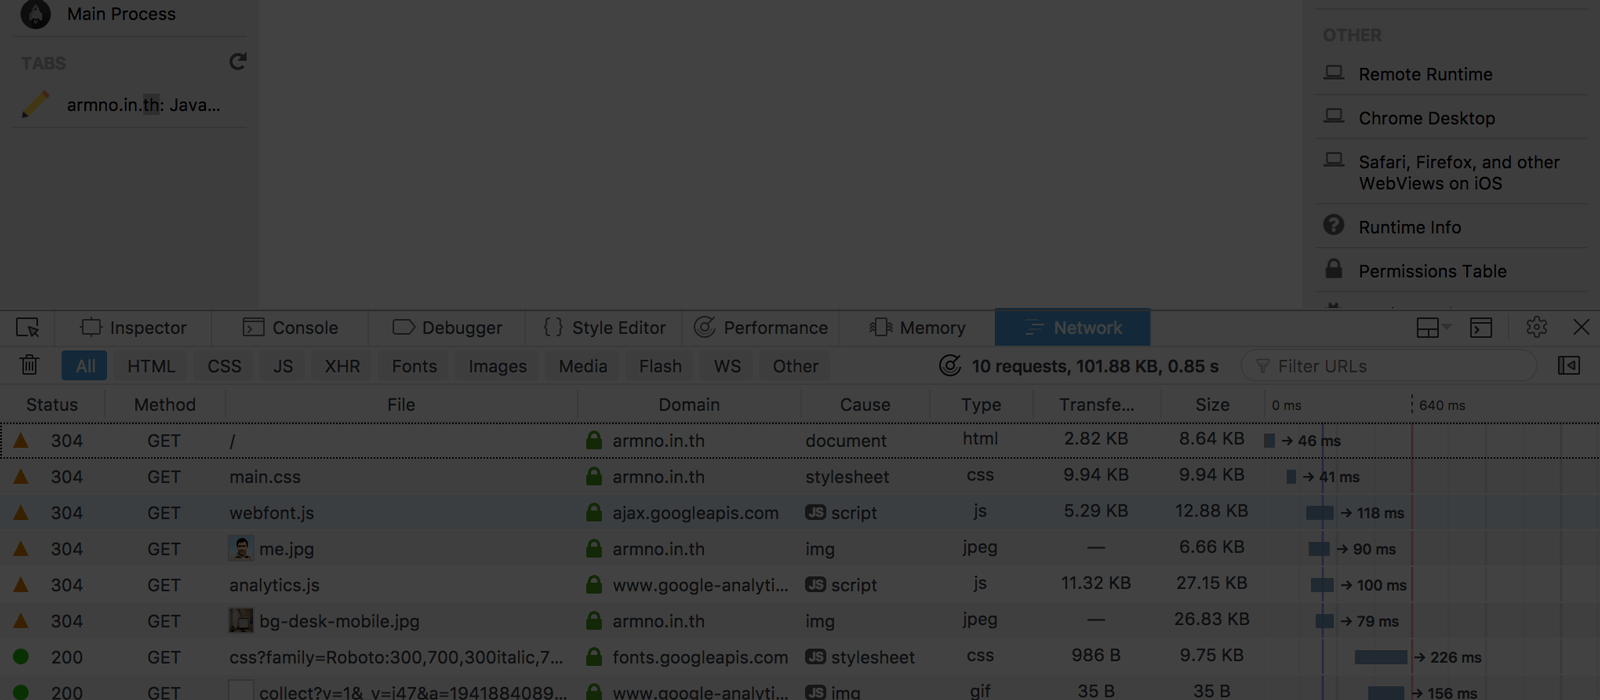 Main Process
TABS
armno.in.th: Java...
OTHER
Remote Runtime
Chrome Desktop
Safari, Firefox, and other
WebViews on iOS
Runtime Info
Permissions Table
Inspector Console Debugger { } Style Editor Performance Memory Network
All HTML CSS JS XHR Fonts Images Media Flash WS Other 10 requests, 101.88 KB, 0.85 s Filter URLs
Status Method File Domain Cause Type Transfe... Size 0 ms 640 ms
304 GET / armno.in.th document html 2.82 KB 8.64 KB → 46 ms
304 GET main.css armno.in.th stylesheet css 9.94 KB 9.94 KB → 41 ms
304 GET webfont.js ajax.googleapis.com JS script js 5.29 KB 12.88 KB → 118 ms
304 GET me.jpg armno.in.th img jpeg — 6.66 KB → 90 ms
304 GET analytics.js www.google-analyti... JS script js 11.32 KB 27.15 KB → 100 ms
304 GET bg-desk-mobile.jpg armno.in.th img jpeg — 26.83 KB → 79 ms
200 GET css?family=Roboto:300,700,300italic,7... fonts.googleapis.com JS stylesheet css 986 B 9.75 KB → 226 ms
200 GET collect?v=1&_v=j47&a=1941884089... www.google-analyti... JS img gif 35 B 35 B → 156 ms